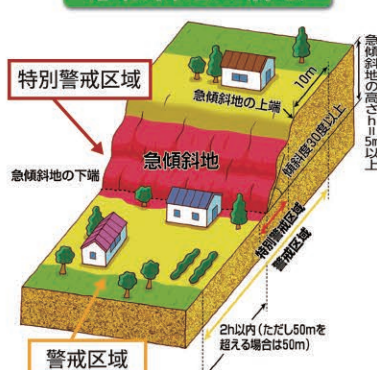 特別警戒区域
急傾斜地の上端
10m
急傾斜地の高さh=5m以上
急傾斜地
傾斜度30度以上
急傾斜地の下端
特別警戒区域
警戒区域
2h以内(ただし50mを
超える場合は50m)
警戒区域